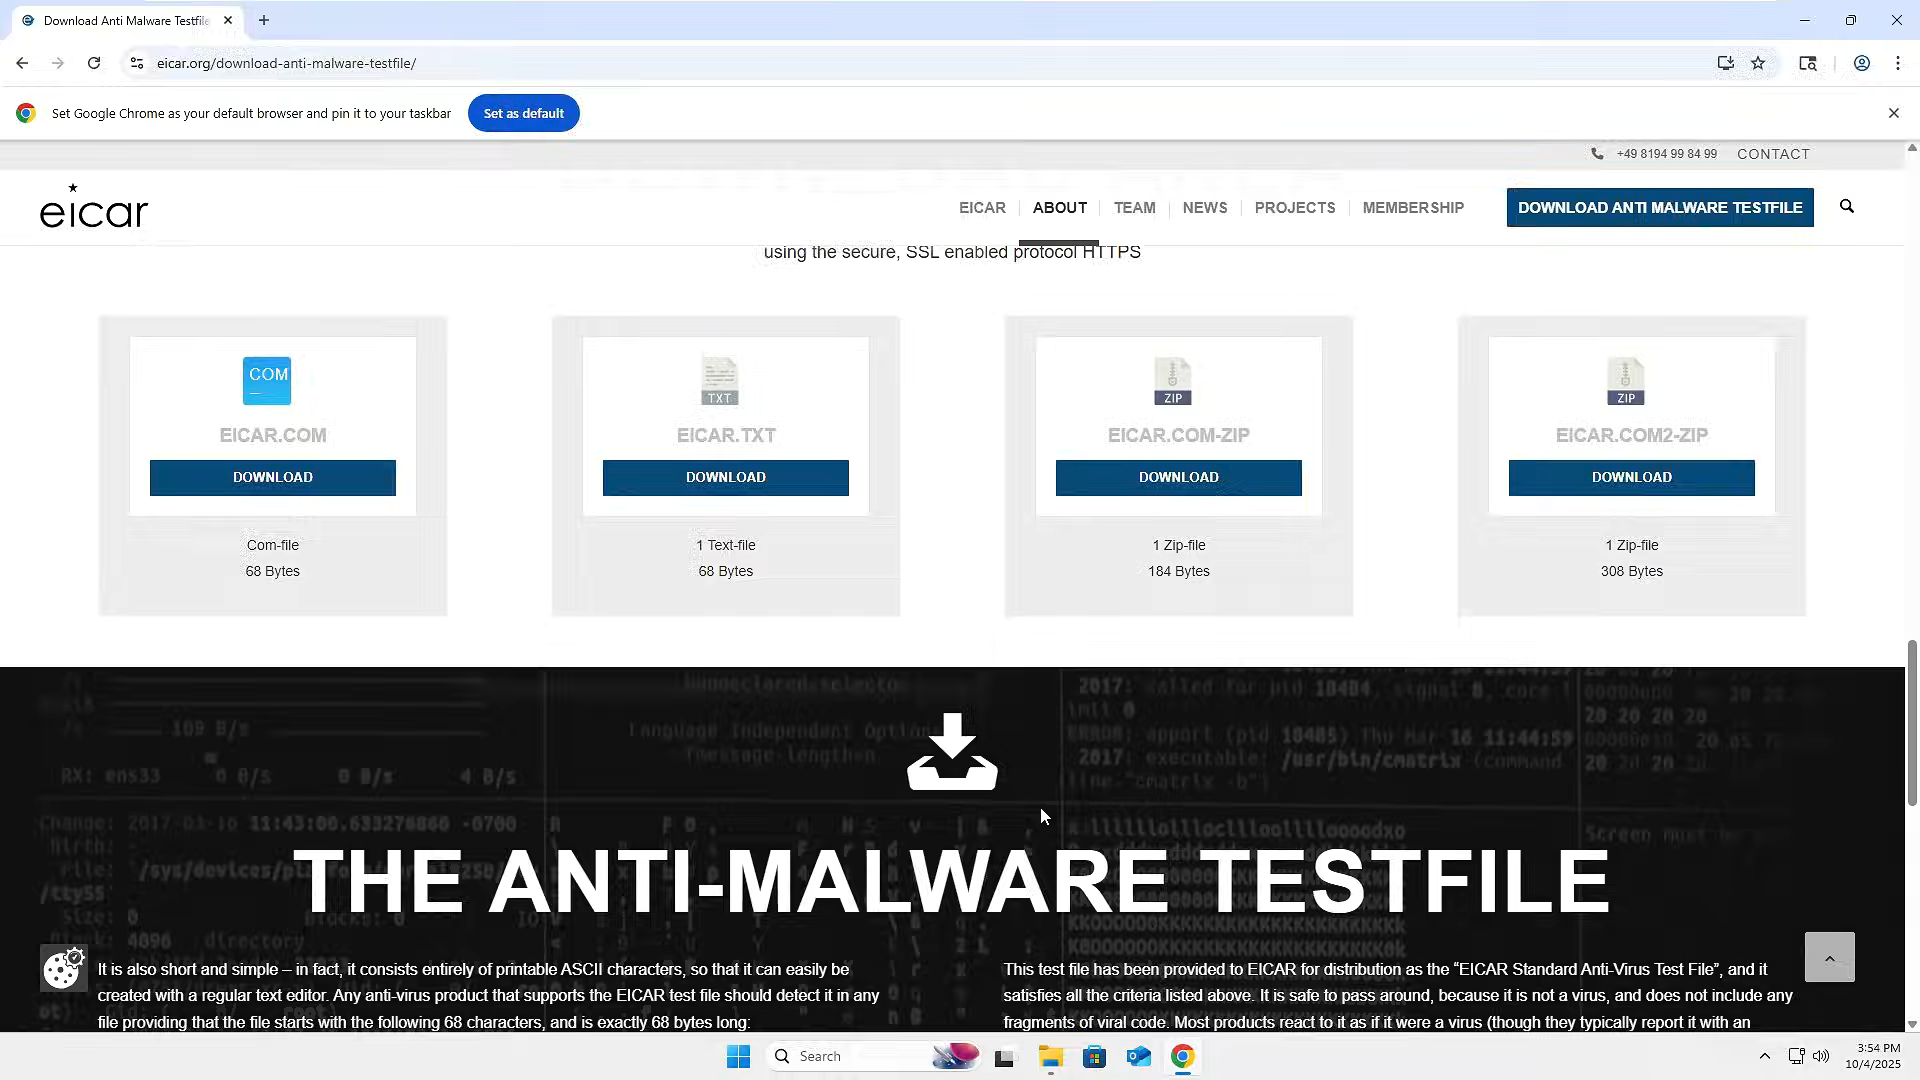 Download Anti Malware Testfile
eicar.org/download-anti-malware-testfile/
Set Google Chrome as your default browser and pin it to your taskbar
Set as default
+49 8194 99 84 99
CONTACT
eicar
EICAR
ABOUT
TEAM
NEWS
PROJECTS
MEMBERSHIP
DOWNLOAD ANTI MALWARE TESTFILE
using the secure, SSL enabled protocol HTTPS
COM
EICAR.COM
DOWNLOAD
Com-file
68 Bytes
TXT
EICAR.TXT
DOWNLOAD
1 Text-file
68 Bytes
ZIP
EICAR.COM-ZIP
DOWNLOAD
1 Zip-file
184 Bytes
ZIP
EICAR.COM2-ZIP
DOWNLOAD
1 Zip-file
308 Bytes
THE ANTI-MALWARE TESTFILE
It is also short and simple – in fact, it consists entirely of printable ASCII characters, so that it can easily be
created with a regular text editor. Any anti-virus product that supports the EICAR test file should detect it in any
file providing that the file starts with the following 68 characters, and is exactly 68 bytes long:
This test file has been provided to EICAR for distribution as the “EICAR Standard Anti-Virus Test File”, and it
satisfies all the criteria listed above. It is safe to pass around, because it is not a virus, and does not include any
fragments of viral code. Most products react to it as if it were a virus (though they typically report it with an
Search
3:54 PM
10/4/2025